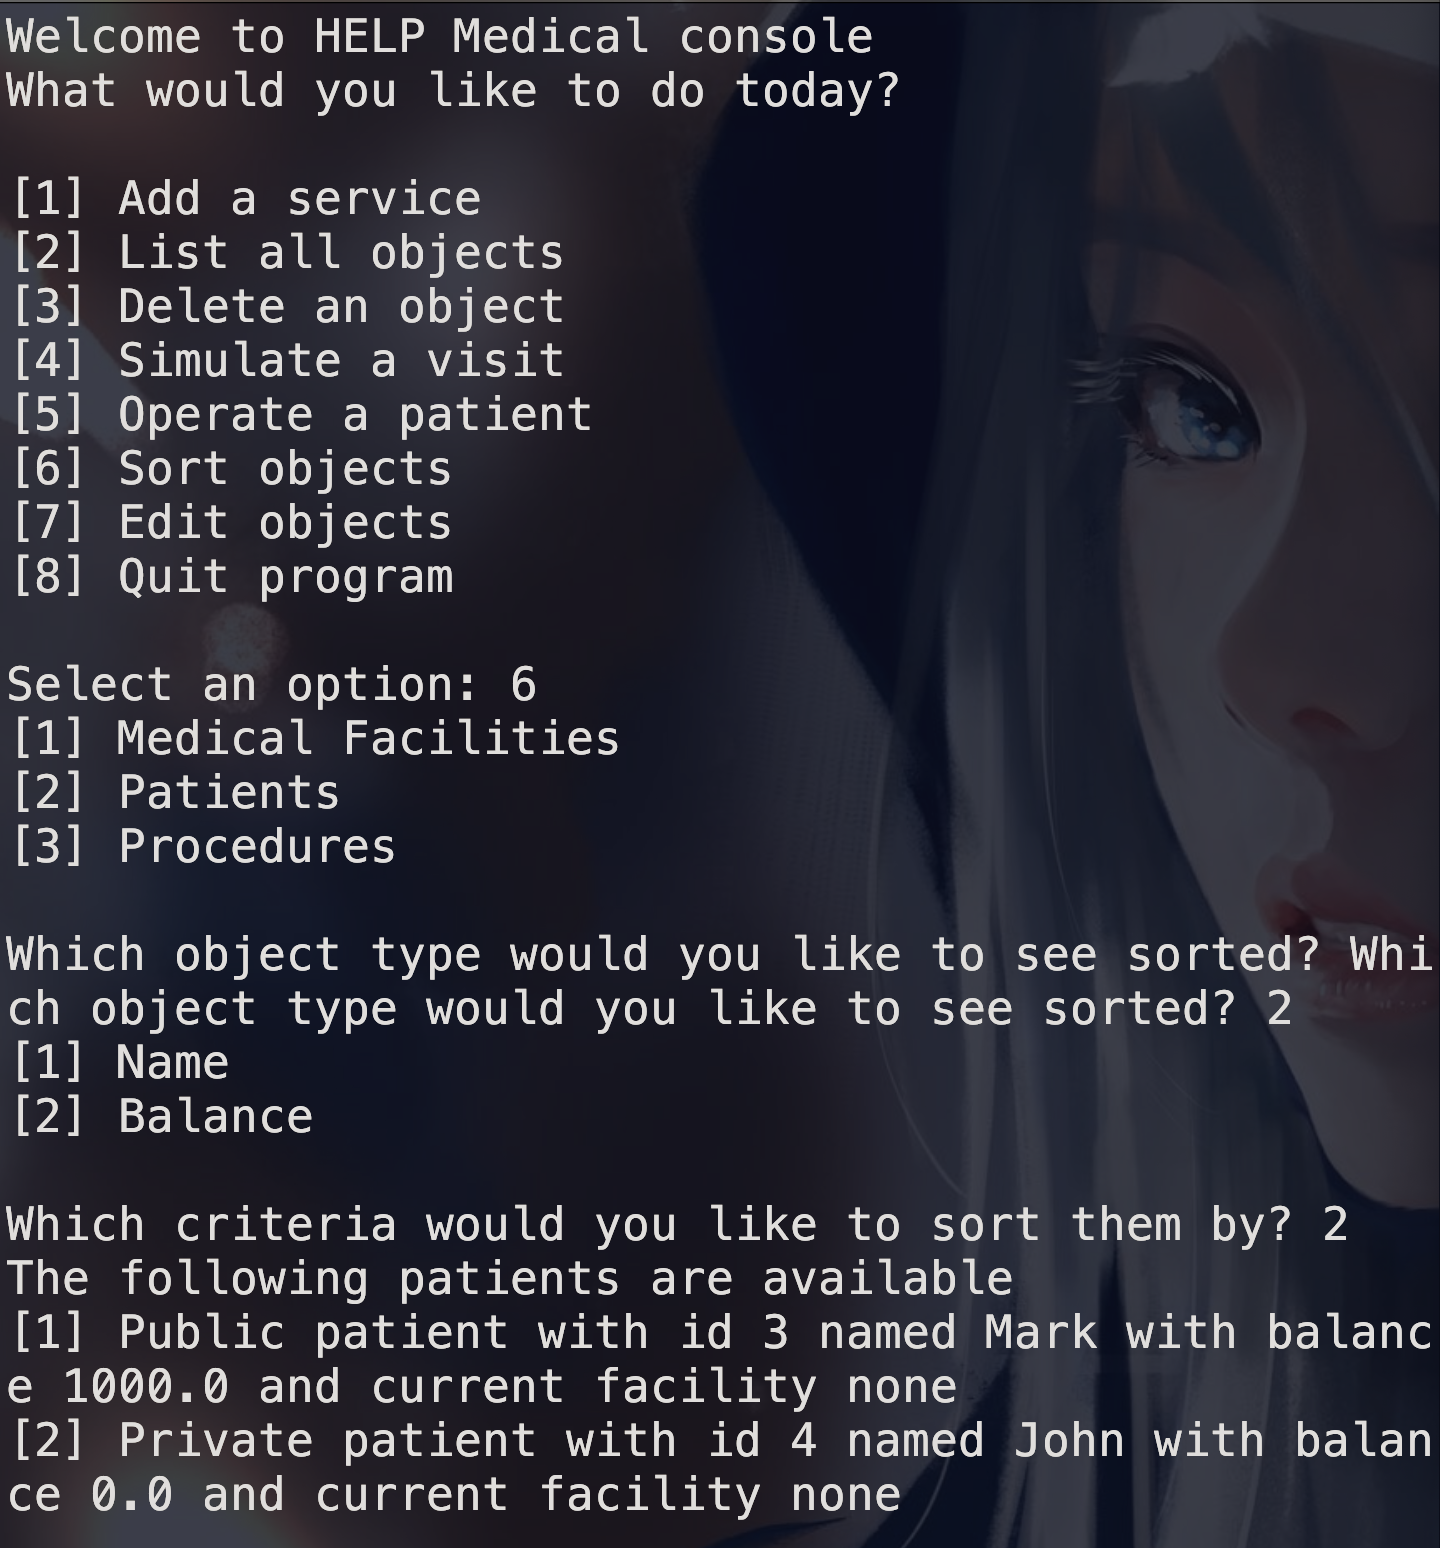 Welcome to HELP Medical console
What would you like to do today?
[1] Add a service
[2] List all objects
[3] Delete an object
[4] Simulate a visit
[5] Operate a patient
[6] Sort objects
[7] Edit objects
[8] Quit program
Select an option: 6
[1] Medical Facilities
[2] Patients
[3] Procedures
Which object type would you like to see sorted? Whi
ch object type would you like to see sorted? 2
[1] Name
[2] Balance
Which criteria would you like to sort them by? 2
The following patients are available
[1] Public patient with id 3 named Mark with balanc
e 1000.0 and current facility none
[2] Private patient with id 4 named John with balan
ce 0.0 and current facility none